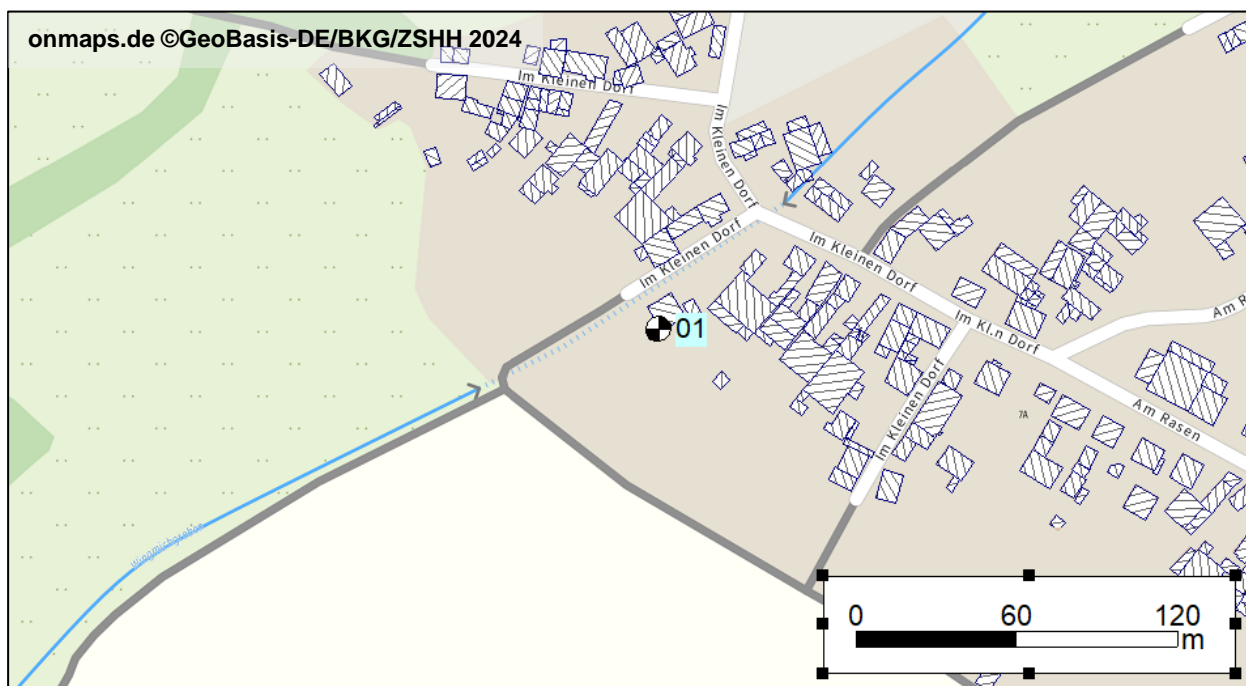 onmaps.de ©GeoBasis-DE/BKG/ZSHH 2024
Im Kleinen Dorf
Im Kleinen Dorf
Im Kleinen Dorf
Im Kleinen Dorf
Am R
01
Im Kl.n Dorf
Im Kleinen Dorf
Am Rasen
7A
0 60 120
m